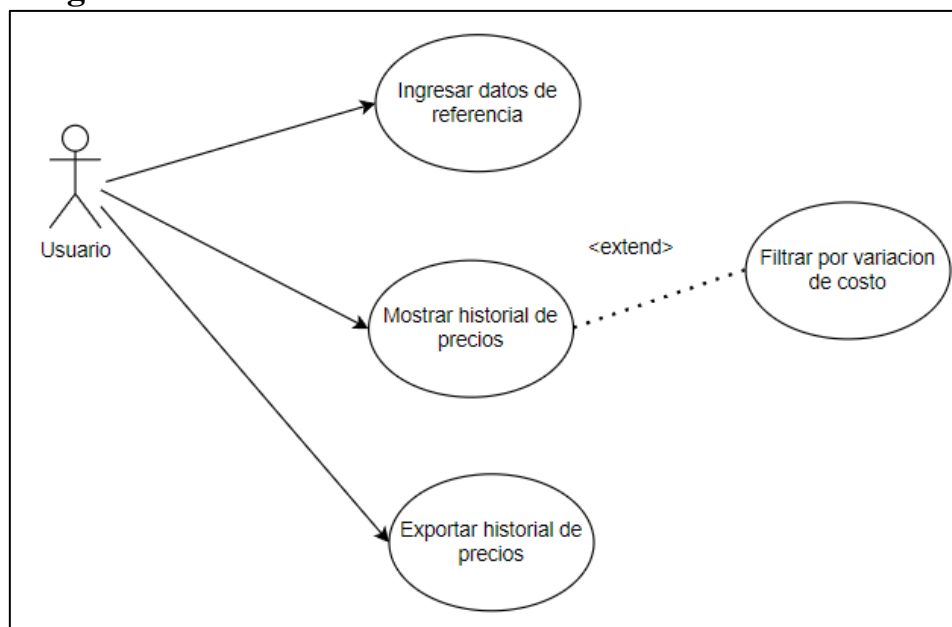 Ingresar datos de
referencia
Usuario
<extend>
Filtrar por variacion
de costo
Mostrar historial de
precios
Exportar historial de
precios